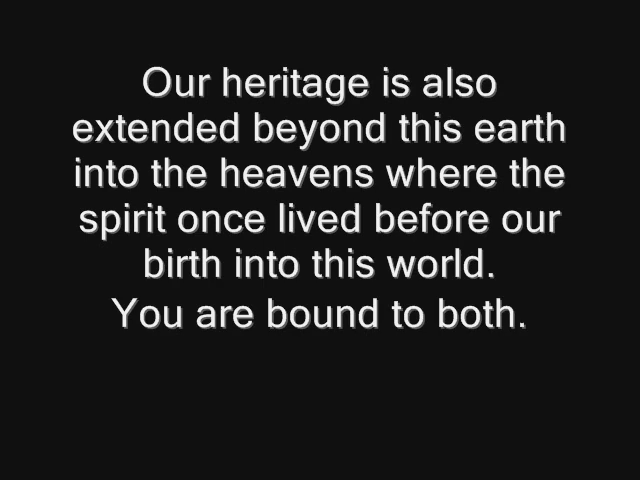 Our heritage is also
extended beyond this earth
into the heavens where the
spirit once lived before our
birth into this world.
You are bound to both.